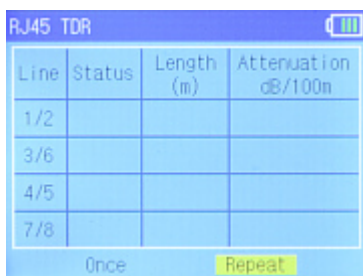 RJ45 TDR
Line Status Length (m) Attenuation dB/100m
1/2
3/6
4/5
7/8
Once Repeat